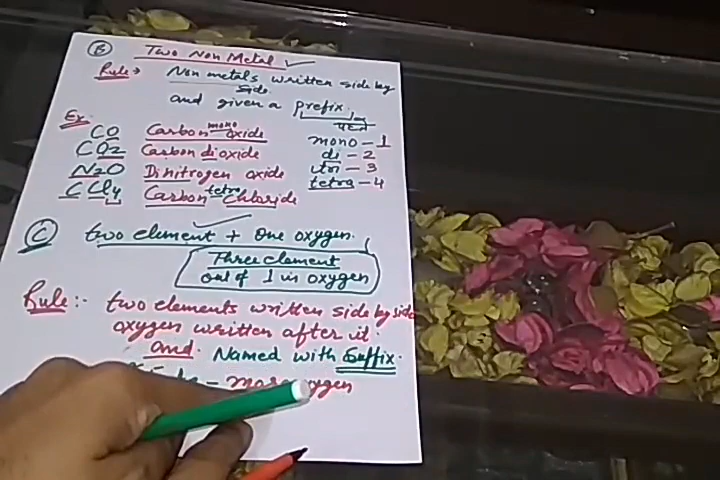 B Two Non Metal
Rule → Non metals written side by
side
and given a prefix
Ex
CO Carbon mono oxide mono - 1
CO2 Carbon dioxide di - 2
N2O Dinitrogen oxide tri - 3
CCl4 Carbon tetra Chloride tetra - 4
C two element + One oxygen.
Three element
out of 1 in oxygen
Rule :- two elements written side by side
oxygen written after it
and Named with Suffix.